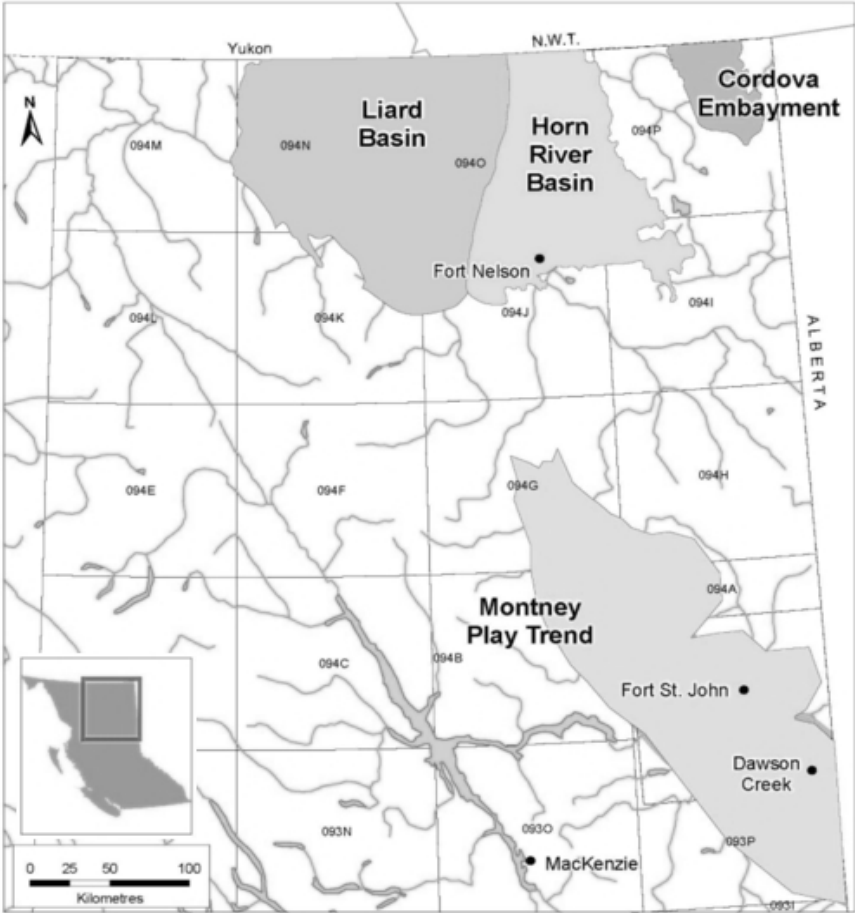 Yukon
N.W.T.
N
Liard
Basin
Horn
River
Basin
Cordova
Embayment
094M
094N
094O
094P
Fort Nelson
094L
094K
094J
094I
ALBERTA
094E
094F
094G
094H
Montney
Play Trend
094A
094C
094B
Fort St. John
Dawson
Creek
093N
093O
093P
MacKenzie
093I
0 25 50 100
Kilometres